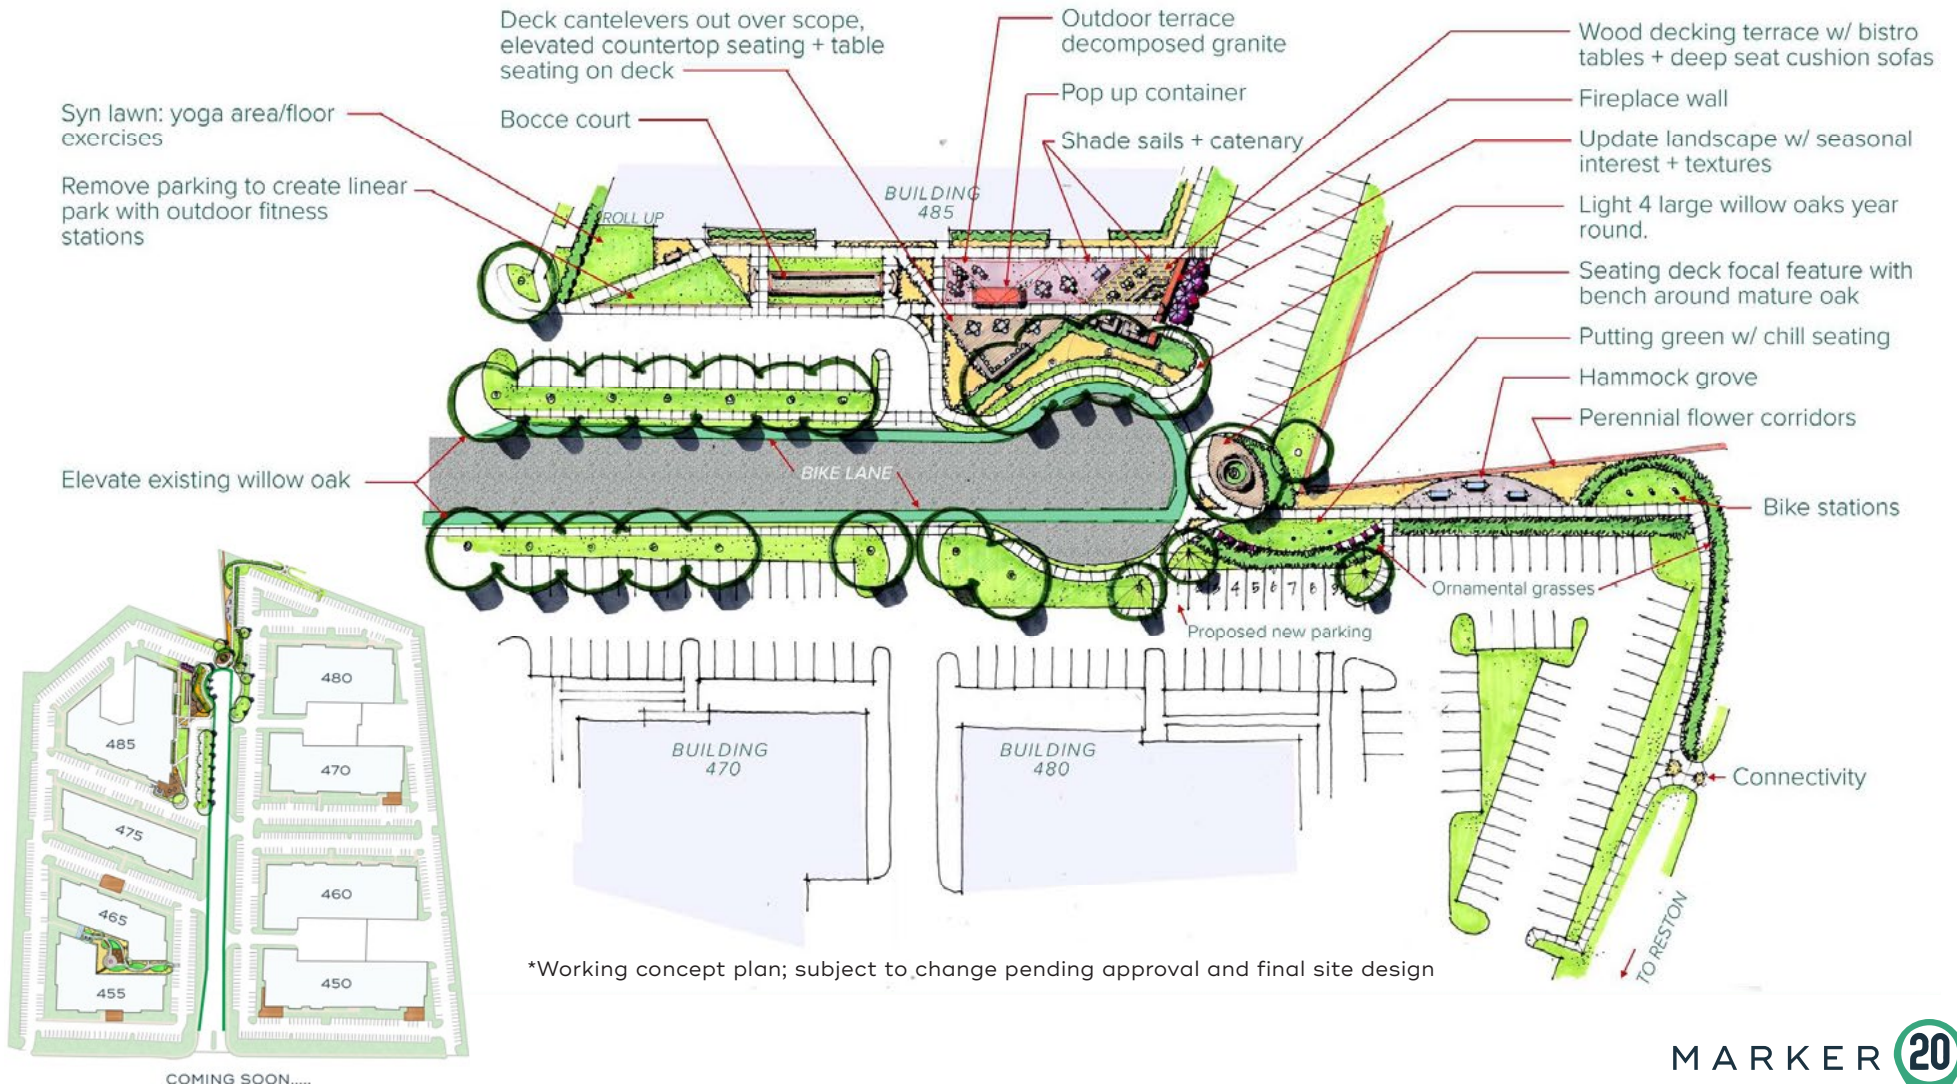 Deck cantelevers out over scope,
elevated countertop seating + table
seating on deck
Outdoor terrace
decomposed granite
Wood decking terrace w/ bistro
tables + deep seat cushion sofas
Pop up container
Fireplace wall
Syn lawn: yoga area/floor
exercises
Bocce court
Shade sails + catenary
Update landscape w/ seasonal
interest + textures
Remove parking to create linear
park with outdoor fitness
stations
Light 4 large willow oaks year
round.
ROLL UP
BUILDING
485
Seating deck focal feature with
bench around mature oak
Putting green w/ chill seating
Hammock grove
Perennial flower corridors
Elevate existing willow oak
BIKE LANE
Bike stations
Ornamental grasses
4 5 6 7 8 9
Proposed new parking
BUILDING
470
BUILDING
480
Connectivity
TO RESTON
480
485
470
475
460
465
450
455
*Working concept plan; subject to change pending approval and final site design
COMING SOON.....
MARKER 20